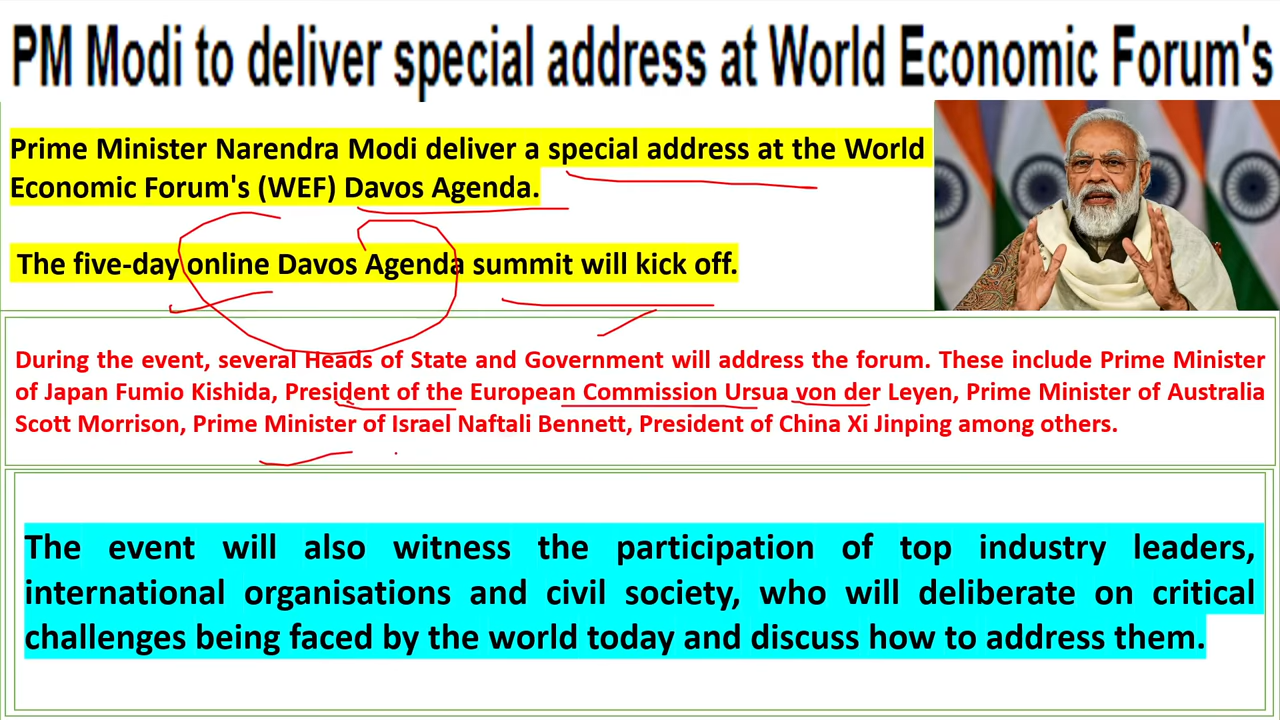 PM Modi to deliver special address at World Economic Forum's
Prime Minister Narendra Modi deliver a special address at the World
Economic Forum's (WEF) Davos Agenda.
The five-day online Davos Agenda summit will kick off.
During the event, several Heads of State and Government will address the forum. These include Prime Minister
of Japan Fumio Kishida, President of the European Commission Ursua von der Leyen, Prime Minister of Australia
Scott Morrison, Prime Minister of Israel Naftali Bennett, President of China Xi Jinping among others.
The event will also witness the participation of top industry leaders,
international organisations and civil society, who will deliberate on critical
challenges being faced by the world today and discuss how to address them.